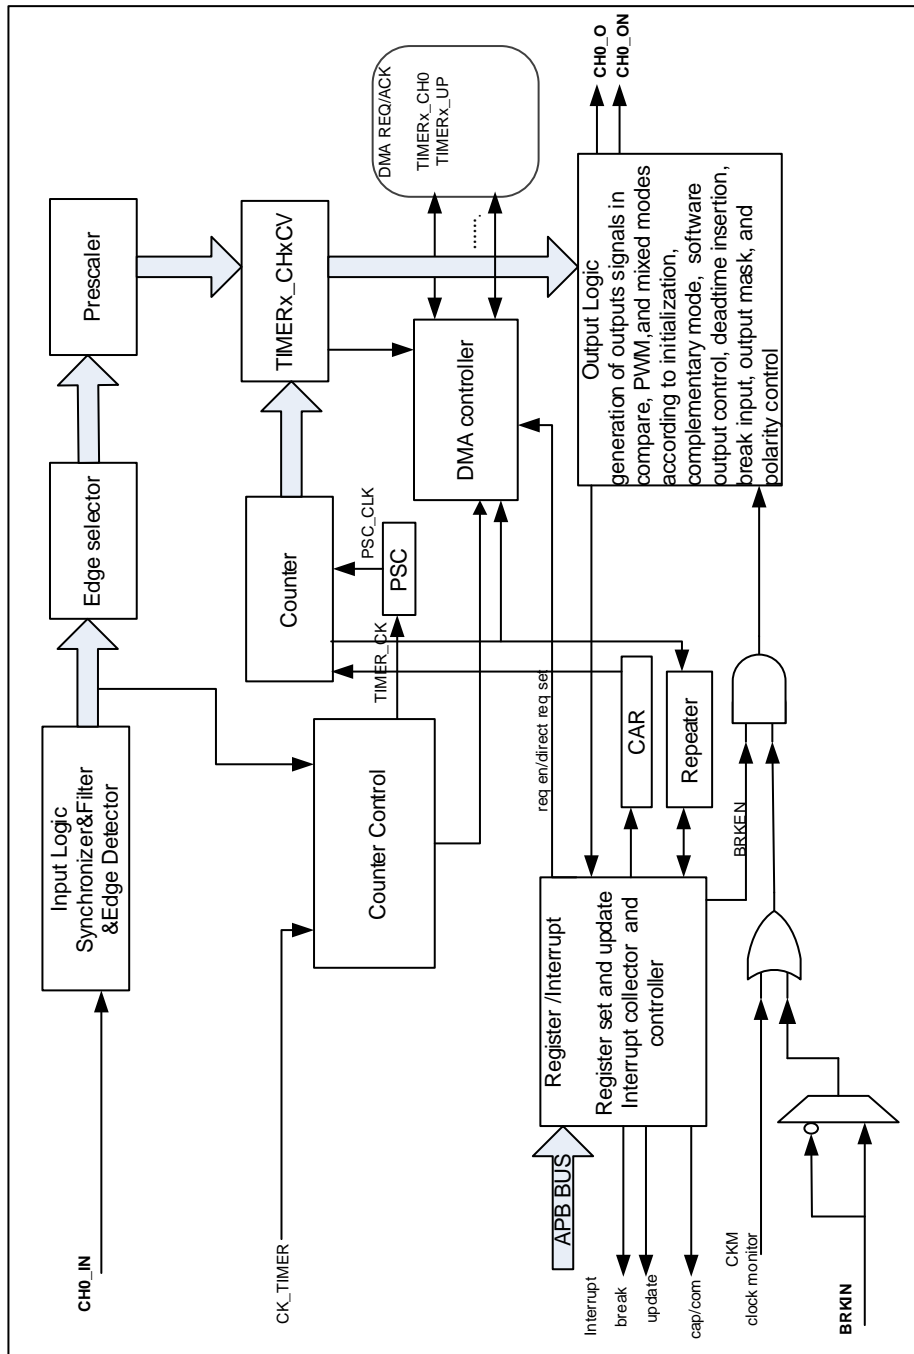 CH0_IN
Input Logic
Synchronizer&Filter
&Edge Detector
Edge selector
Prescaler
CK_TIMER
Counter Control
TIMER_CK
PSC
PSC_CLK
Counter
TIMERx_CHxCV
DMA REQ/ACK
TIMERx_CH0
TIMERx_UP
.......
DMA controller
req en/direct req set
APB BUS
Register /Interrupt
Register set and update
Interrupt collector and
controller
CAR
Repeater
BRKEN
Interrupt
break
update
cap/com
CKM
clock monitor
BRKIN
Output Logic
generation of outputs signals in
compare, PWM,and mixed modes
according to initialization,
complementary mode, software
output control, deadtime insertion,
break input, output mask, and
polarity control
CH0_O
CH0_ON